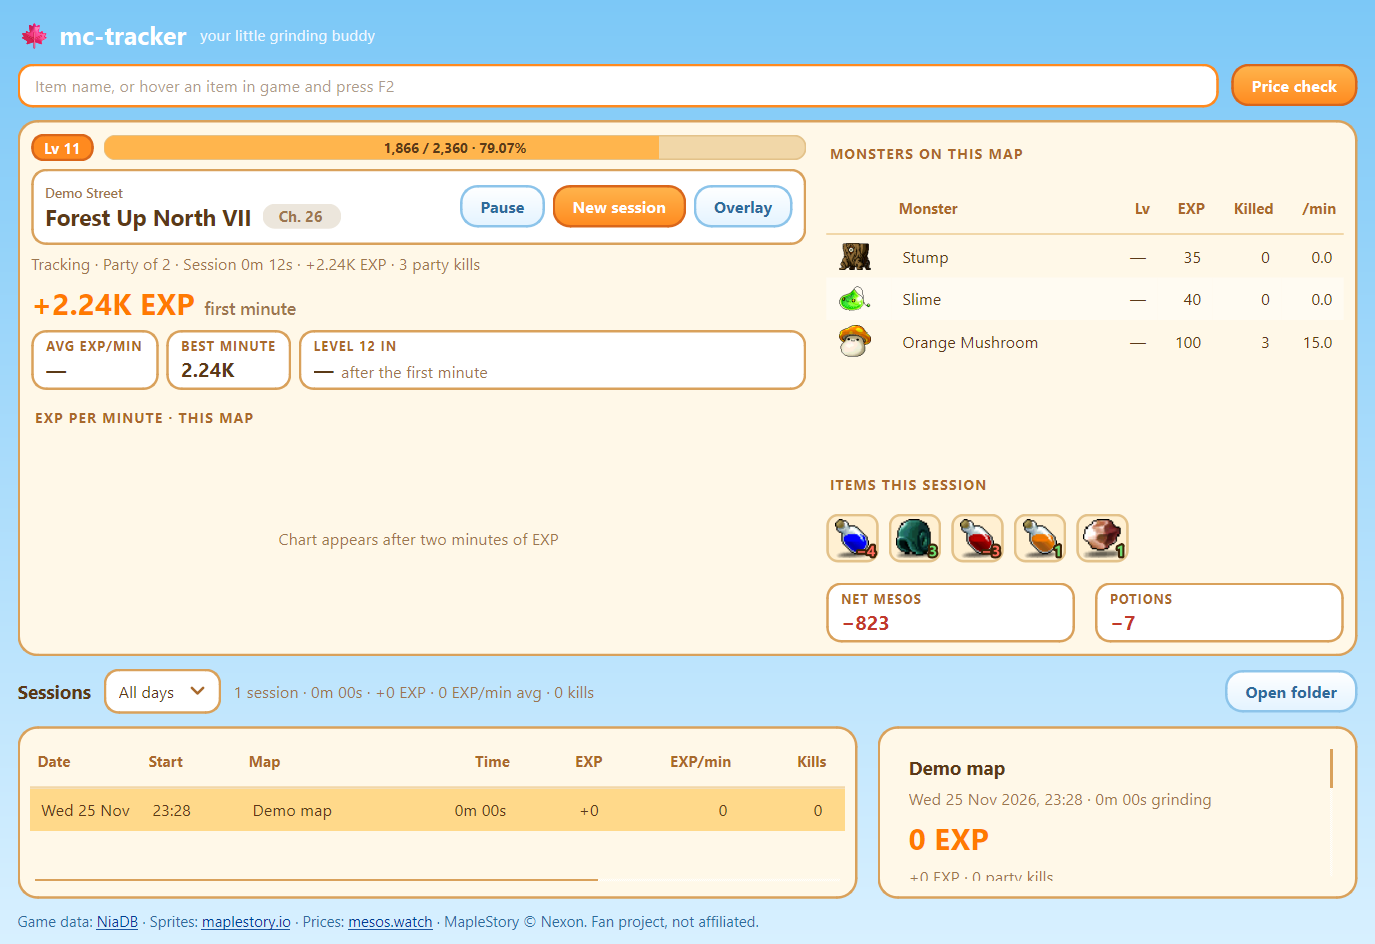 mc-tracker your little grinding buddy
Item name, or hover an item in game and press F2
Price check
Lv 11
1,866 / 2,360 · 79.07%
Demo Street
Forest Up North VII Ch. 26
Pause
New session
Overlay
Tracking · Party of 2 · Session 0m 12s · +2.24K EXP · 3 party kills
+2.24K EXP first minute
AVG EXP/MIN
—
BEST MINUTE
2.24K
LEVEL 12 IN
— after the first minute
EXP PER MINUTE · THIS MAP
Chart appears after two minutes of EXP
MONSTERS ON THIS MAP
Monster Lv EXP Killed /min
Stump — 35 0 0.0
Slime — 40 0 0.0
Orange Mushroom — 100 3 15.0
ITEMS THIS SESSION
−4 3 −3 1 1
NET MESOS
−823
POTIONS
−7
Sessions
All days
1 session · 0m 00s · +0 EXP · 0 EXP/min avg · 0 kills
Open folder
Date Start Map Time EXP EXP/min Kills
Wed 25 Nov 23:28 Demo map 0m 00s +0 0 0
Demo map
Wed 25 Nov 2026, 23:28 · 0m 00s grinding
0 EXP
+0 EXP · 0 party kills
Game data: NiaDB · Sprites: maplestory.io · Prices: mesos.watch · MapleStory © Nexon. Fan project, not affiliated.